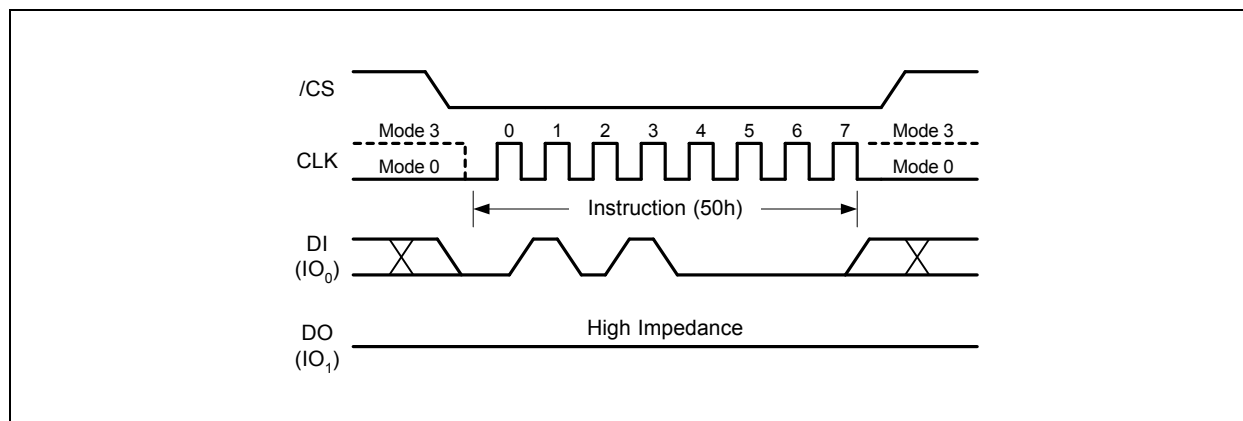 /CS
Mode 3 0 1 2 3 4 5 6 7 Mode 3
CLK
Mode 0 Mode 0
Instruction (50h)
DI
(IO₀)
High Impedance
DO
(IO₁)